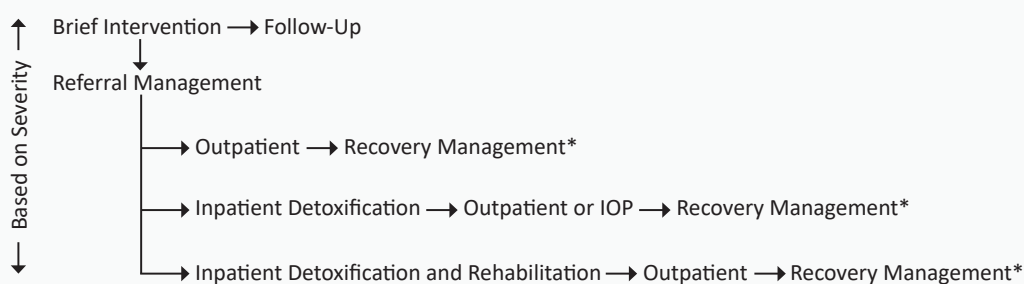 Based on Severity
Brief Intervention → Follow-Up
Referral Management
Outpatient → Recovery Management*
Inpatient Detoxification → Outpatient or IOP → Recovery Management*
Inpatient Detoxification and Rehabilitation → Outpatient → Recovery Management*